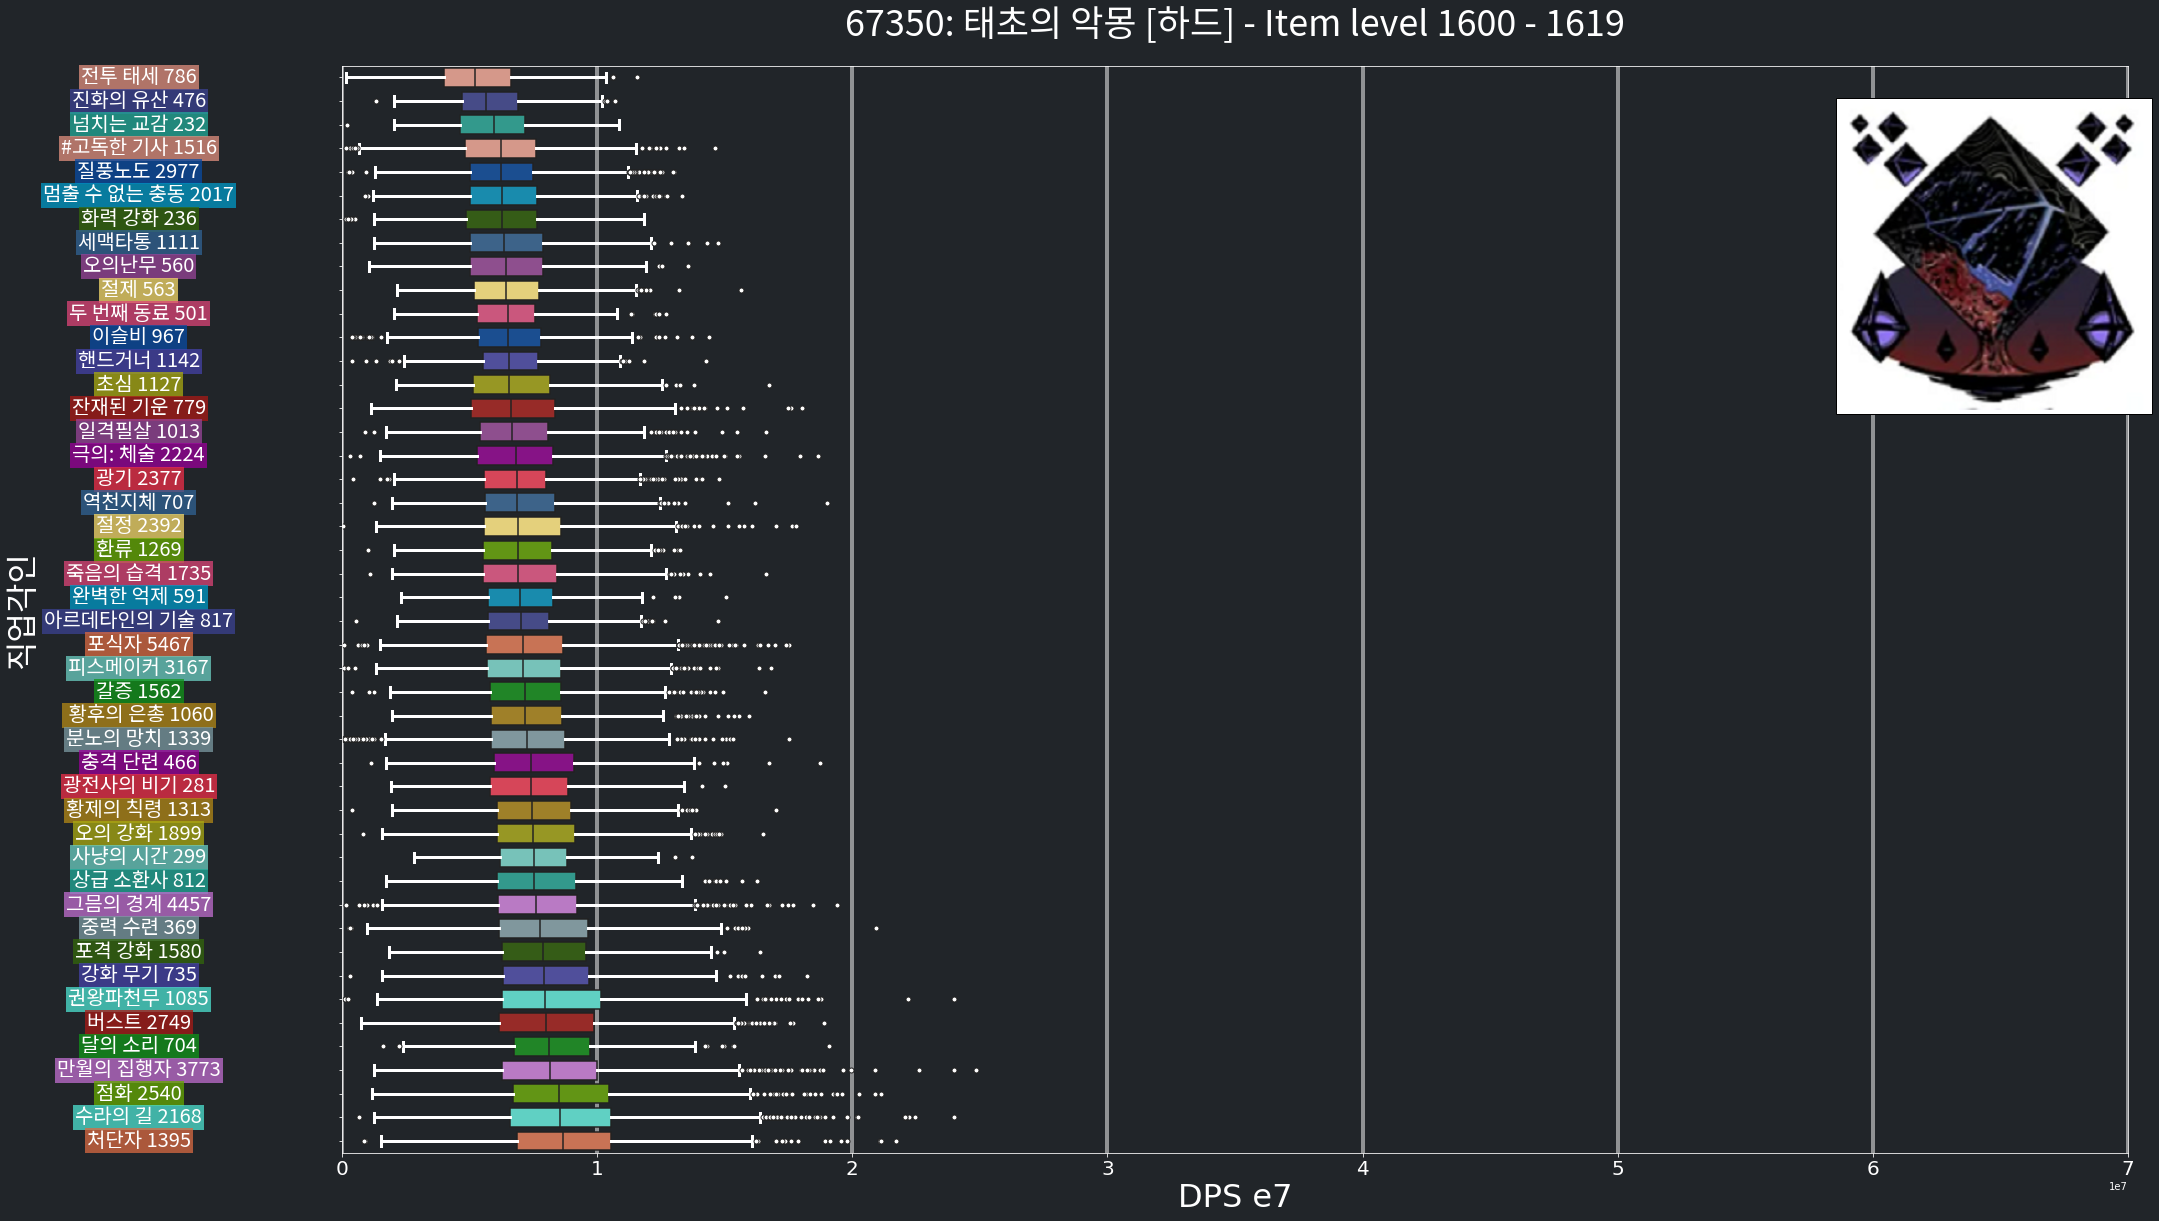 67350: 태초의 악몽 [하드] - Item level 1600 - 1619
전투 태세 786
진화의 유산 476
넘치는 교감 232
#고독한 기사 1516
질풍노도 2977
멈출 수 없는 충동 2017
화력 강화 236
세맥타통 1111
오의난무 560
절제 563
두 번째 동료 501
이슬비 967
핸드거너 1142
초심 1127
잔재된 기운 779
일격필살 1013
극의: 체술 2224
광기 2377
역천지체 707
절정 2392
환류 1269
죽음의 습격 1735
완벽한 억제 591
아르데타인의 기술 817
포식자 5467
피스메이커 3167
갈증 1562
황후의 은총 1060
분노의 망치 1339
충격 단련 466
광전사의 비기 281
황제의 칙령 1313
오의 강화 1899
사냥의 시간 299
상급 소환사 812
그믐의 경계 4457
중력 수련 369
포격 강화 1580
강화 무기 735
권왕파천무 1085
버스트 2749
달의 소리 704
만월의 집행자 3773
점화 2540
수라의 길 2168
처단자 1395
직업각인
0 1 2 3 4 5 6 7
1e7
DPS e7